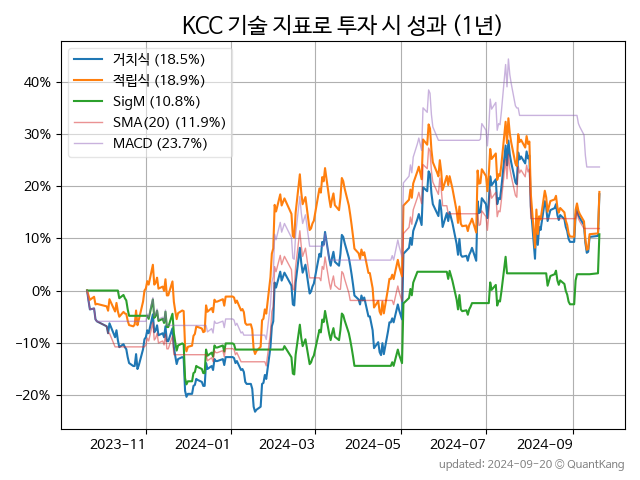 KCC 기술 지표로 투자 시 성과 (1년)
거치식 (18.5%)
적립식 (18.9%)
SigM (10.8%)
SMA(20) (11.9%)
MACD (23.7%)
40%
30%
20%
10%
0%
−10%
−20%
2023-11
2024-01
2024-03
2024-05
2024-07
2024-09
updated: 2024-09-20 © QuantKang